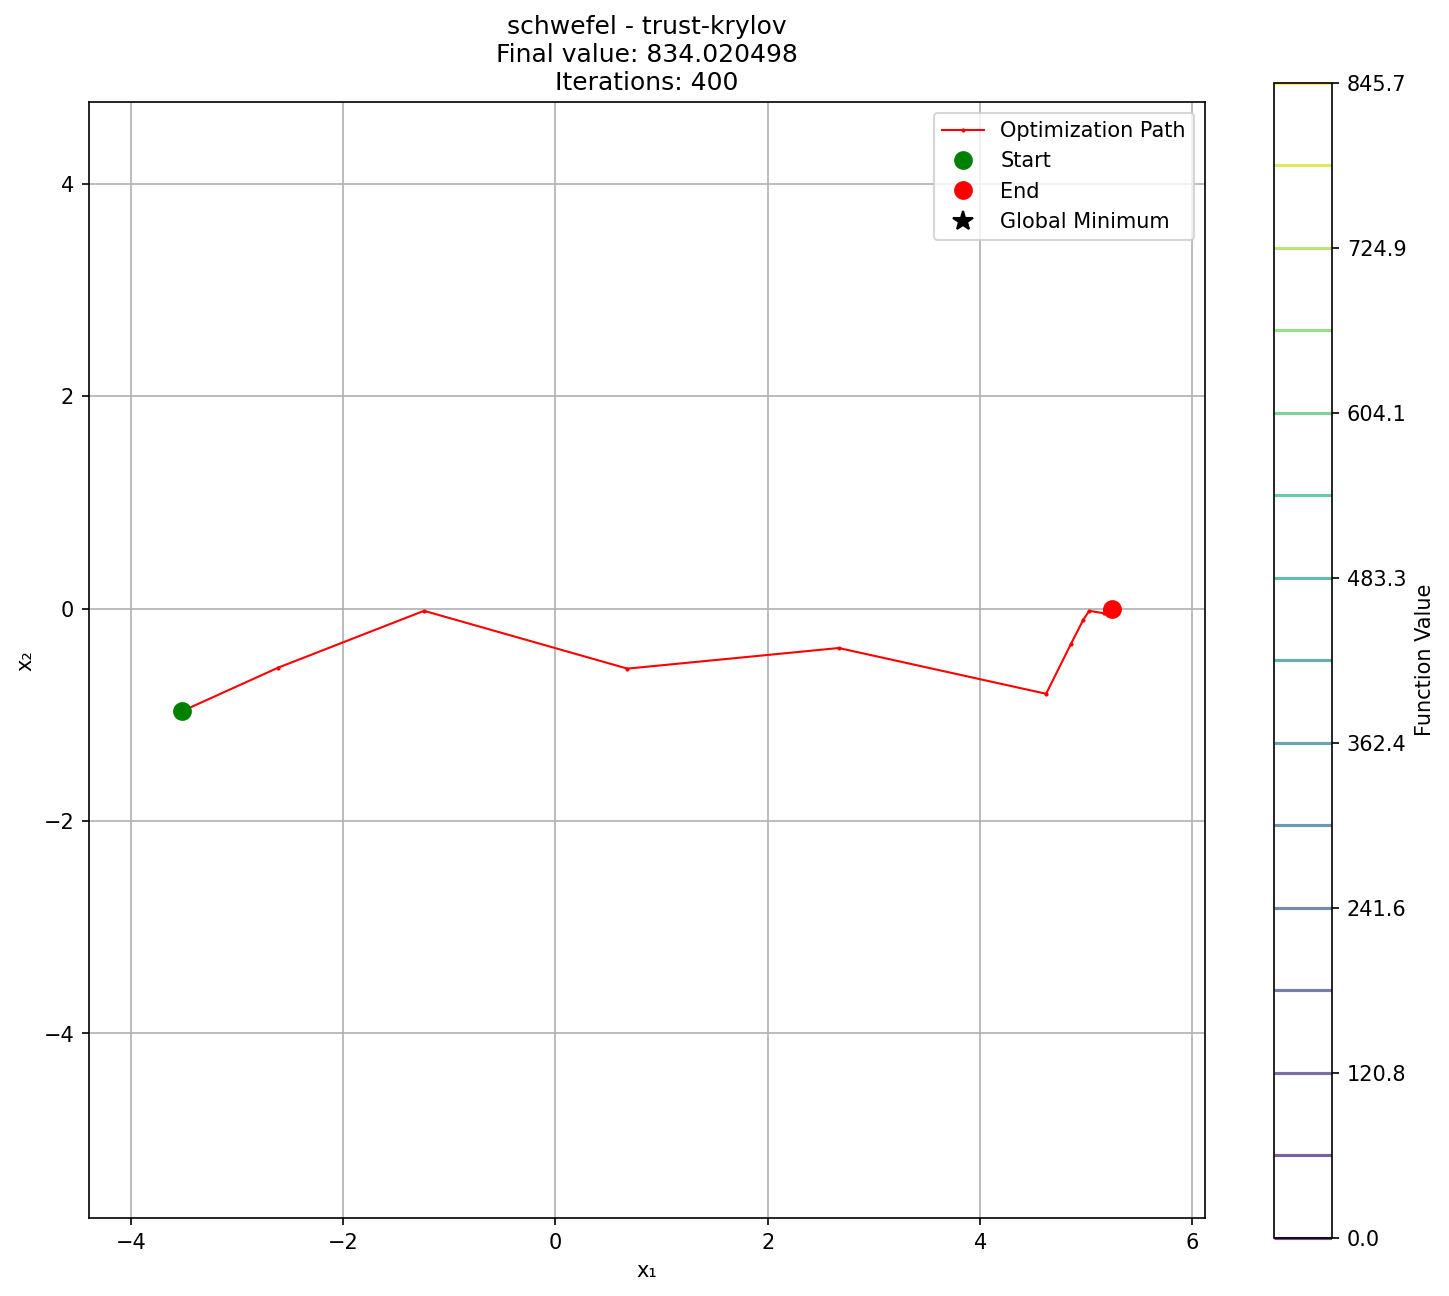 schwefel - trust-krylov
Final value: 834.020498
Iterations: 400
Optimization Path
Start
End
Global Minimum
4
2
0
−2
−4
x₂
−4
−2
0
2
4
6
x₁
845.7
724.9
604.1
483.3
362.4
241.6
120.8
0.0
Function Value